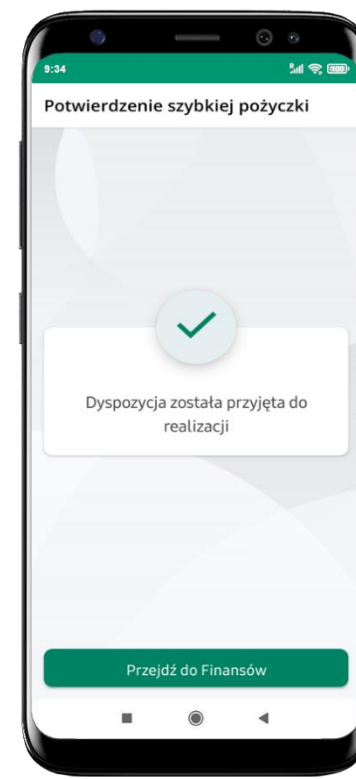 9:34
Potwierdzenie szybkiej pożyczki
Dyspozycja została przyjęta do
realizacji
Przejdź do Finansów